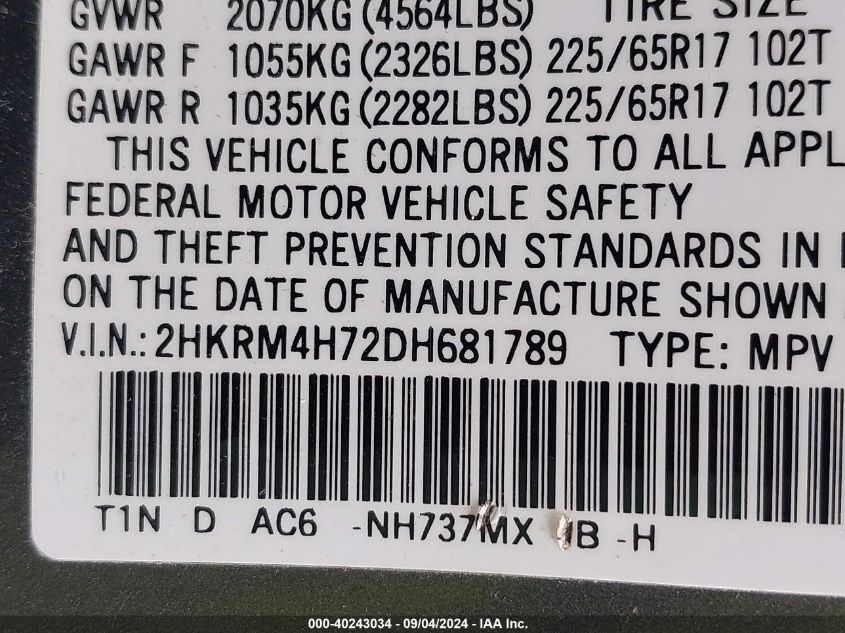 GVWR 2070KG (4564LBS) TIRE SIZE
GAWR F 1055KG (2326LBS) 225/65R17 102T
GAWR R 1035KG (2282LBS) 225/65R17 102T
THIS VEHICLE CONFORMS TO ALL APPL
FEDERAL MOTOR VEHICLE SAFETY
AND THEFT PREVENTION STANDARDS IN
ON THE DATE OF MANUFACTURE SHOWN
V.I.N.: 2HKRM4H72DH681789 TYPE: MPV
T1N D AC6 -NH737MX B -H
000-40243034 - 09/04/2024 - IAA Inc.